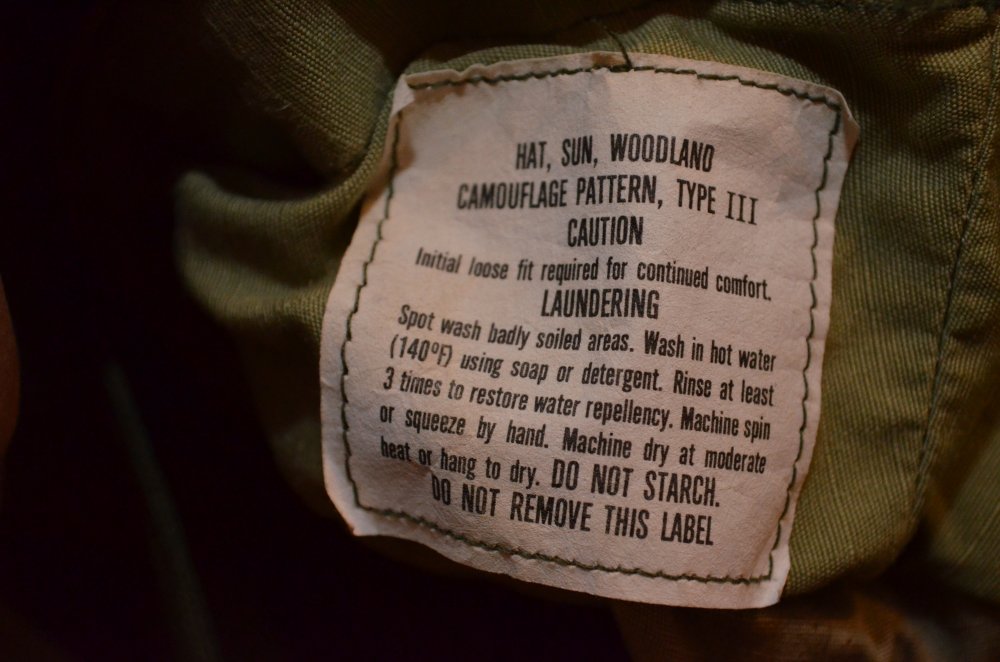 HAT, SUN, WOODLAND
CAMOUFLAGE PATTERN, TYPE III
CAUTION
Initial loose fit required for continued comfort.
LAUNDERING
Spot wash badly soiled areas. Wash in hot water
(140ºF) using soap or detergent. Rinse at least
3 times to restore water repellency. Machine spin
or squeeze by hand. Machine dry at moderate
heat or hang to dry. DO NOT STARCH.
DO NOT REMOVE THIS LABEL